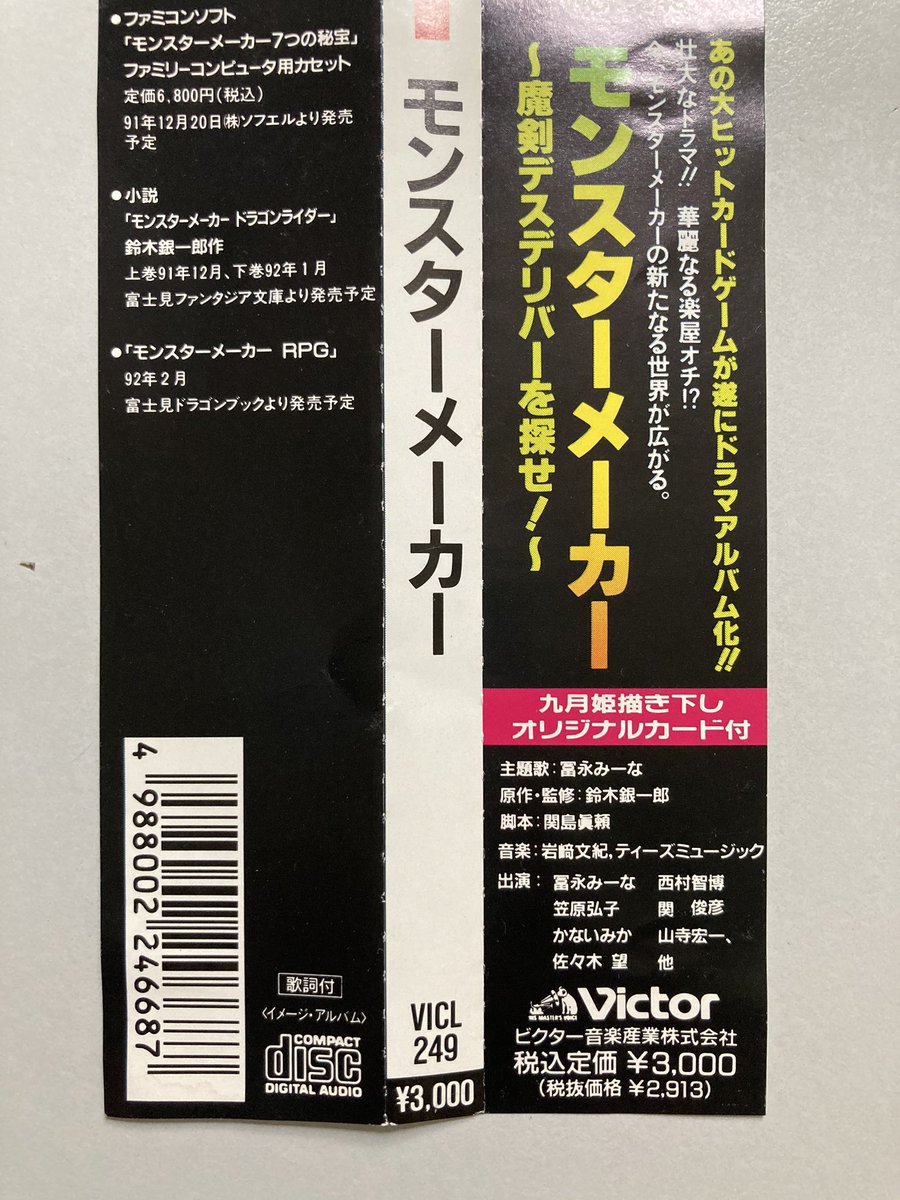 ●ファミコンソフト
「モンスターメーカー7つの秘宝」
ファミリーコンピュータ用カセット
定価6,800円(税込)
91年12月20日㈱ソフエルより発売
予定
●小説
「モンスターメーカー ドラゴンライダー」
鈴木銀一郎作
上巻91年12月、下巻92年1月
富士見ファンタジア文庫より発売予定
●「モンスターメーカー RPG」
92年2月
富士見ドラゴンブックより発売予定
4 988002 246687
歌詞付
〈イメージ・アルバム〉
COMPACT
disc
DIGITAL AUDIO
モンスターメーカー
VICL
249
¥3,000
あの大ヒットカードゲームが遂にドラマアルバム化!!
壮大なドラマ!! 華麗なる楽屋オチ!?
モンスターメーカーの新たなる世界が広がる。
モンスターメーカー
〜魔剣デスデリバーを探せ!〜
九月姫描き下し
オリジナルカード付
主題歌:冨永みーな
原作・監修:鈴木銀一郎
脚本:関島眞頼
音楽:岩﨑文紀,ティーズミュージック
出演: 冨永みーな 西村智博
笠原弘子 関 俊彦
かないみか 山寺宏一、
佐々木 望 他
HIS MASTER'S VOICE
Victor
ビクター音楽産業株式会社
税込定価 ¥3,000
(税抜価格 ¥2,913)